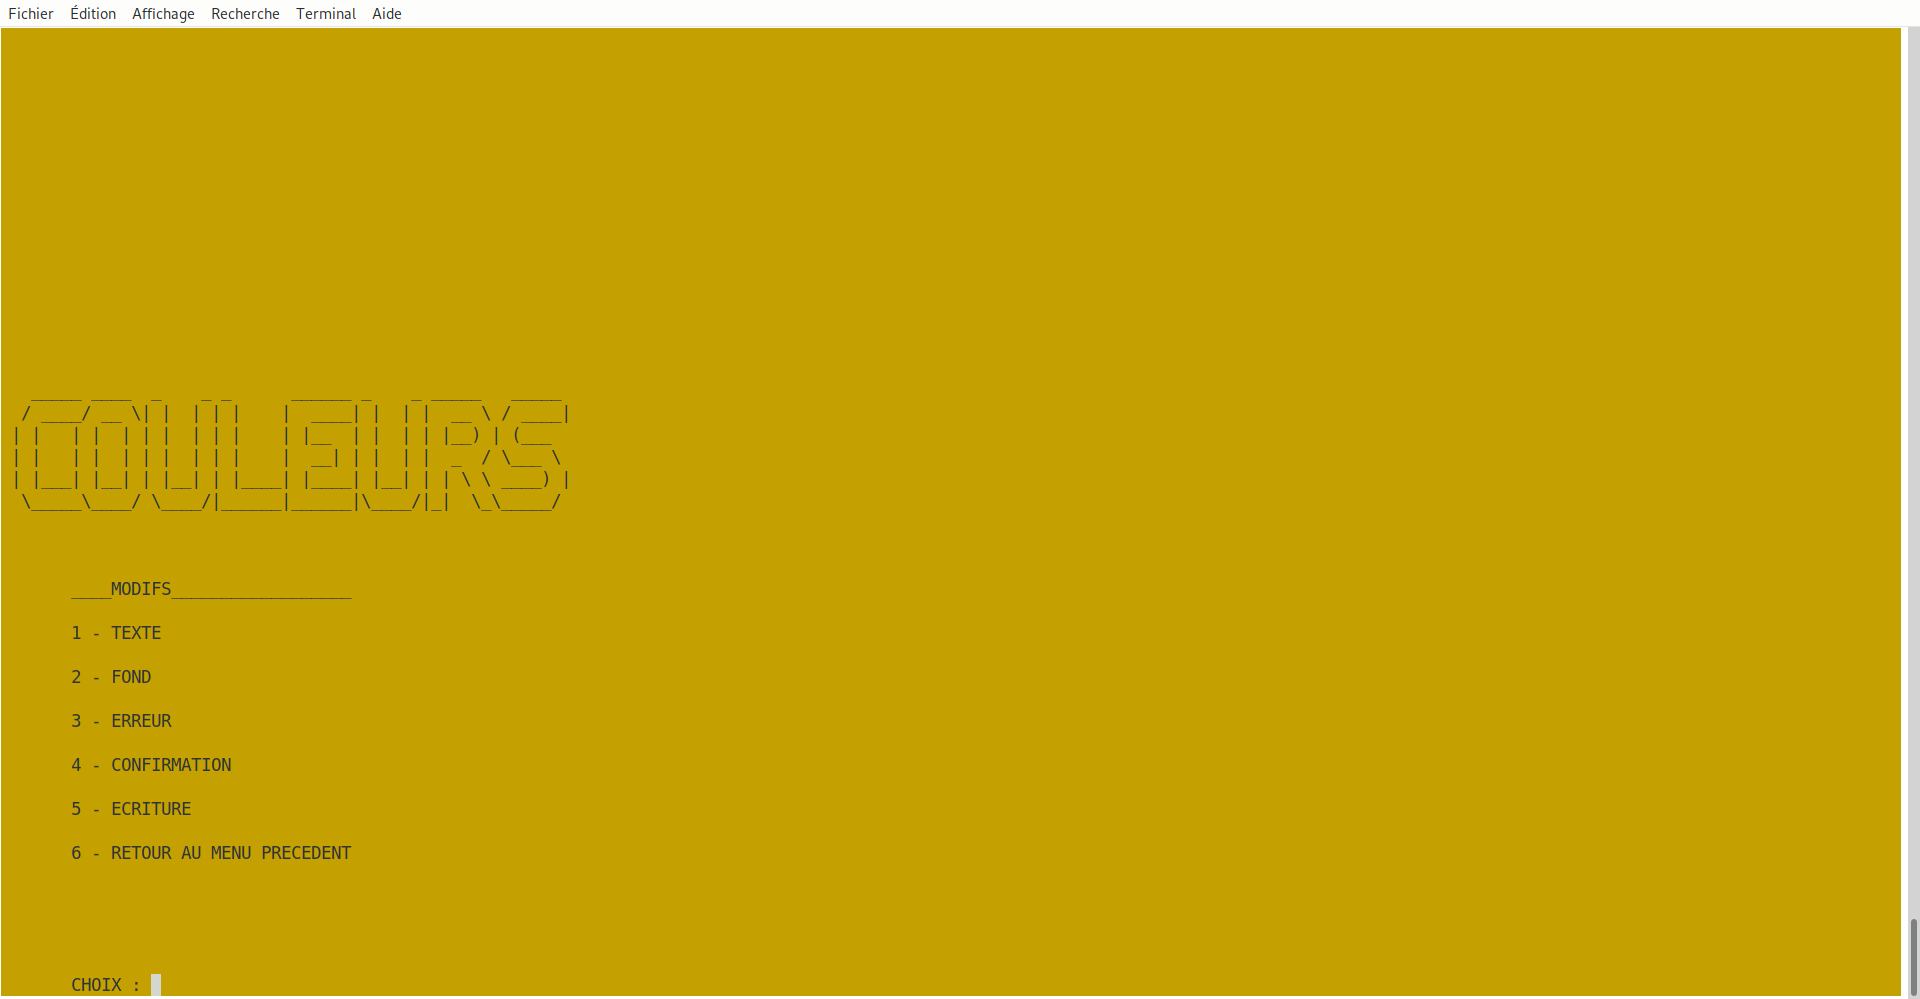 Fichier Édition Affichage Recherche Terminal Aide
COULEURS
____MODIFS__________________
1 - TEXTE
2 - FOND
3 - ERREUR
4 - CONFIRMATION
5 - ECRITURE
6 - RETOUR AU MENU PRECEDENT
CHOIX :